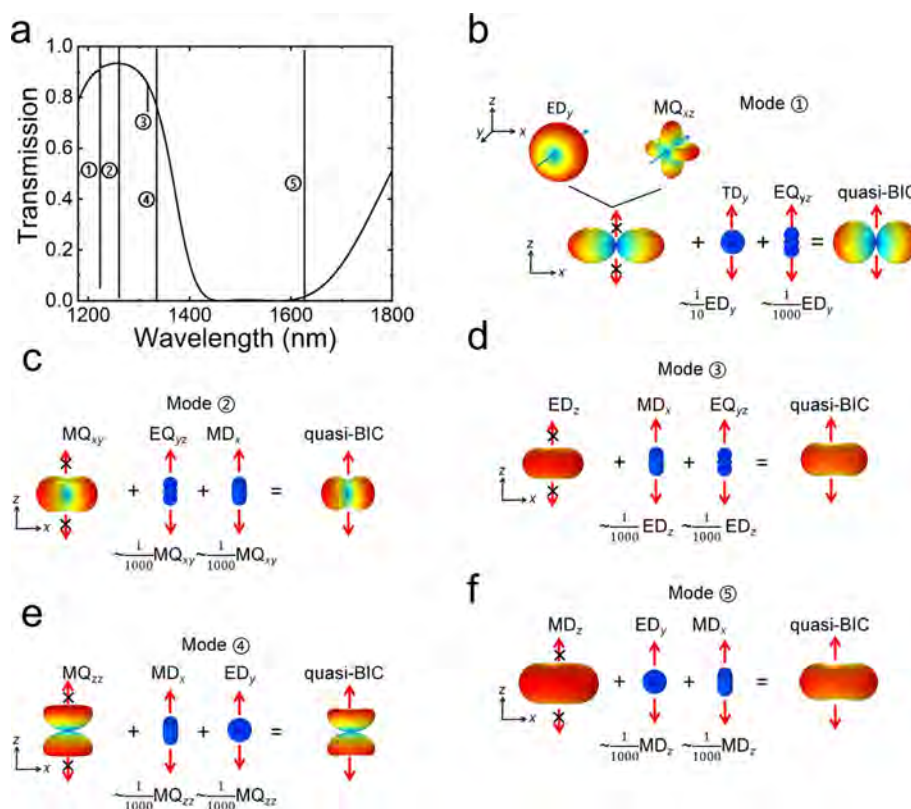 a
Transmission
1.0
0.8
0.6
0.4
0.2
0.0
① ② ③ ④ ⑤
1200 1400 1600 1800
Wavelength (nm)
b
Mode ①
z
y x
ED_y MQ_xz
TD_y EQ_yz quasi-BIC
z
x
+ + =
~1/10 ED_y ~1/1000 ED_y
c
Mode ②
MQ_xy EQ_yz MD_x quasi-BIC
z
x
+ + =
~1/1000 MQ_xy ~1/1000 MQ_xy
d
Mode ③
ED_z MD_x EQ_yz quasi-BIC
z
x
+ + =
~1/1000 ED_z ~1/1000 ED_z
e
Mode ④
MQ_zz MD_x ED_y quasi-BIC
z
x
+ + =
~1/1000 MQ_zz ~1/1000 MQ_zz
f
Mode ⑤
MD_z ED_y MD_x quasi-BIC
z
x
+ + =
~1/1000 MD_z ~1/1000 MD_z